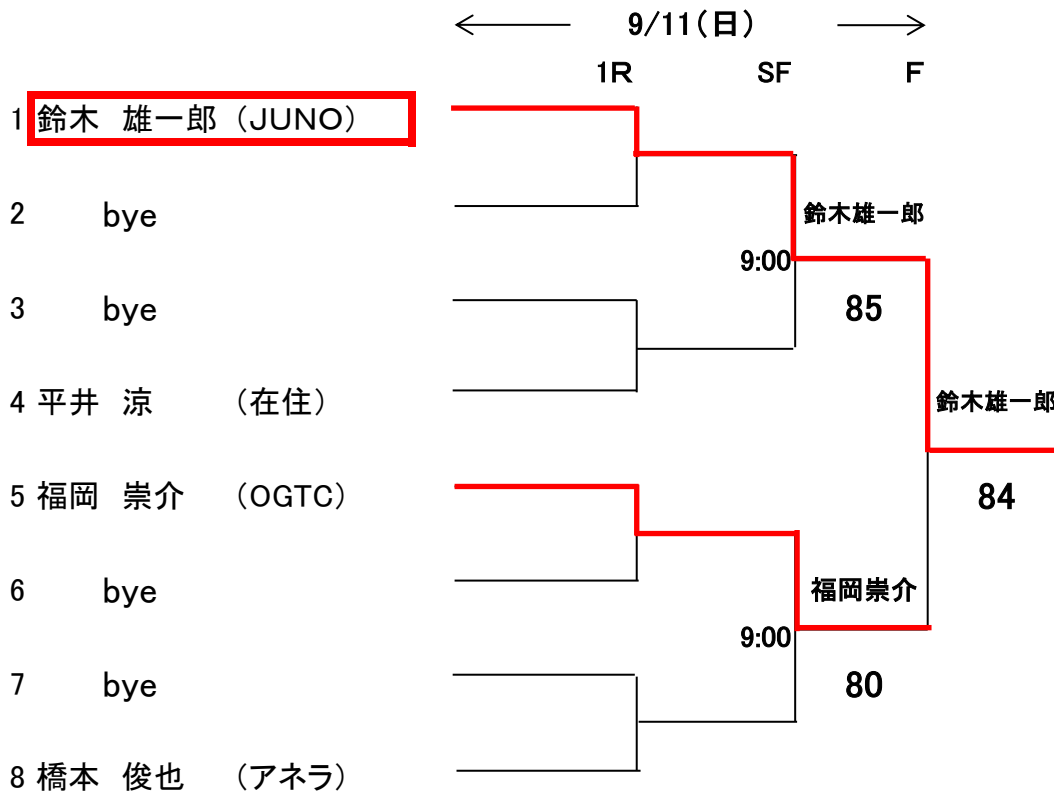 9/11(日)
1R SF F
1 鈴木 雄一郎 (JUNO)
2 bye
鈴木雄一郎
9:00
3 bye
85
4 平井 涼 (在住)
鈴木雄一郎
5 福岡 崇介 (OGTC)
84
6 bye
福岡崇介
9:00
7 bye
80
8 橋本 俊也 (アネラ)